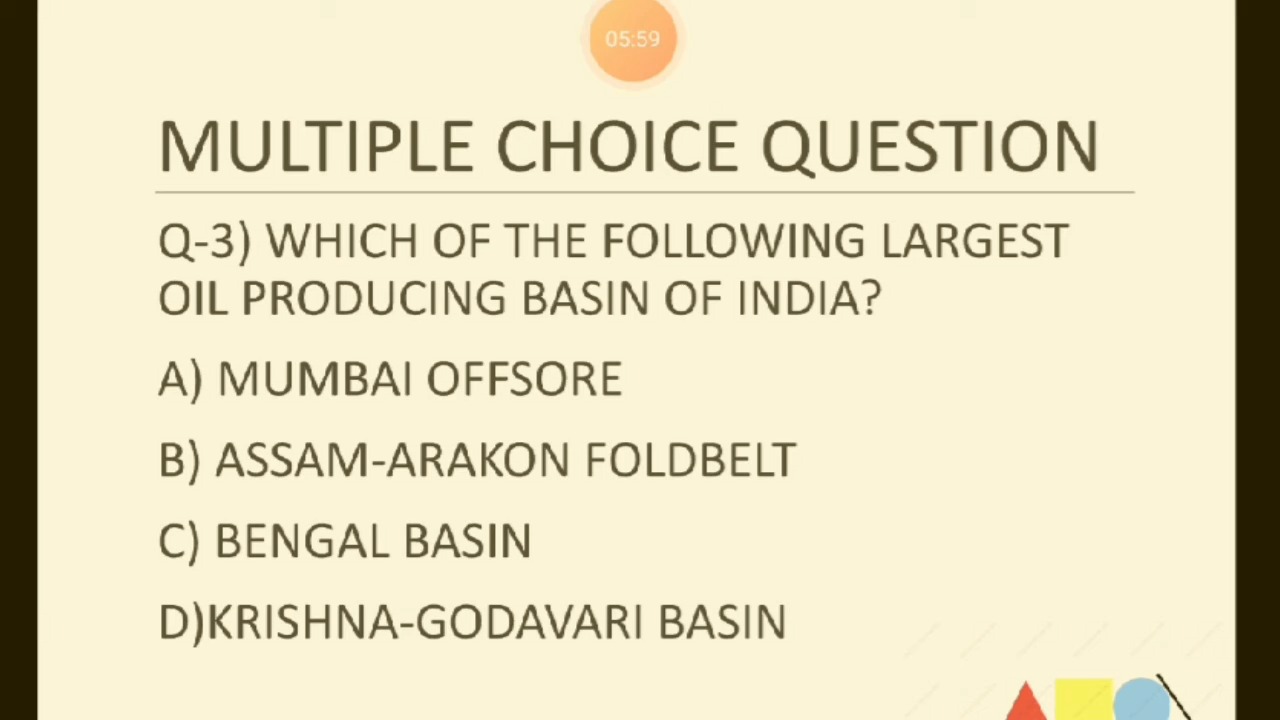 05:59
MULTIPLE CHOICE QUESTION
Q-3) WHICH OF THE FOLLOWING LARGEST
OIL PRODUCING BASIN OF INDIA?
A) MUMBAI OFFSORE
B) ASSAM-ARAKON FOLDBELT
C) BENGAL BASIN
D)KRISHNA-GODAVARI BASIN